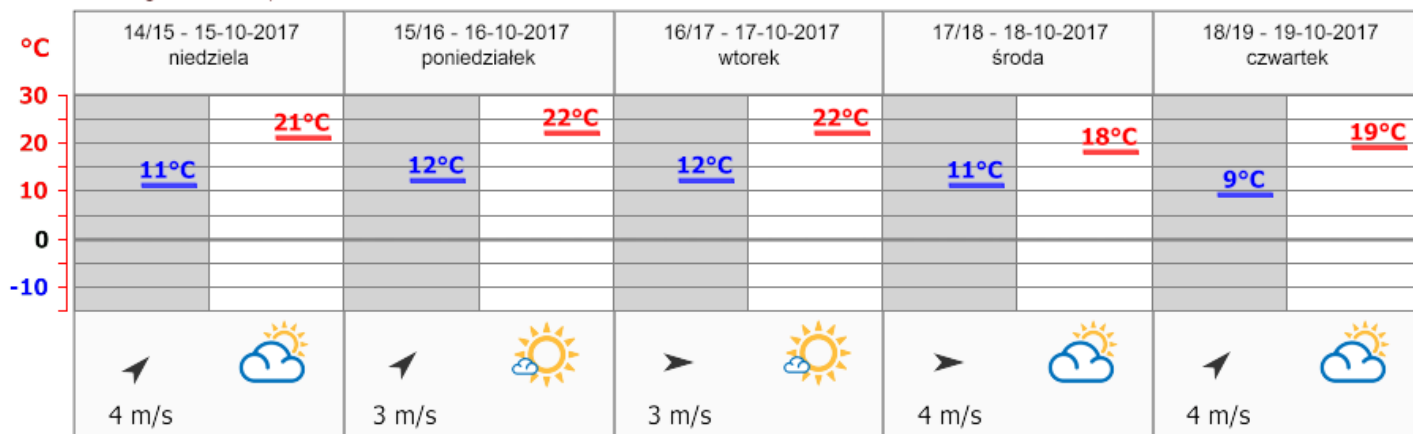 14/15 - 15-10-2017
niedziela
15/16 - 16-10-2017
poniedziałek
16/17 - 17-10-2017
wtorek
17/18 - 18-10-2017
środa
18/19 - 19-10-2017
czwartek
°C
30
20
10
0
-10
21°C
11°C
22°C
12°C
22°C
12°C
18°C
11°C
19°C
9°C
4 m/s
3 m/s
3 m/s
4 m/s
4 m/s